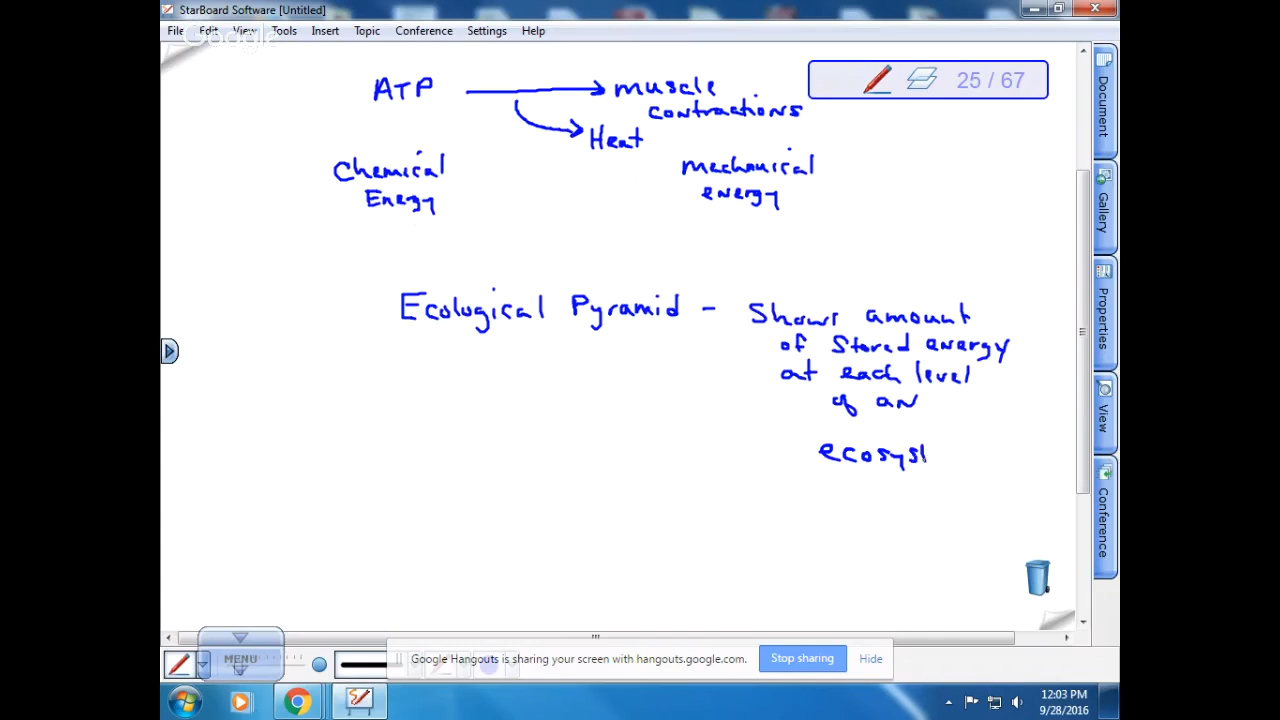 StarBoard Software [Untitled]
File Edit View Tools Insert Topic Conference Settings Help
Google
25 / 67
ATP → muscle
contractions
Heat
Chemical
Energy
mechanical
energy
Ecological Pyramid - Shows amount
of Stored energy
at each level
of an
ecosyst
Document
Gallery
Properties
View
Conference
MENU
Google Hangouts is sharing your screen with hangouts.google.com.
Stop sharing
Hide
12:03 PM
9/28/2016